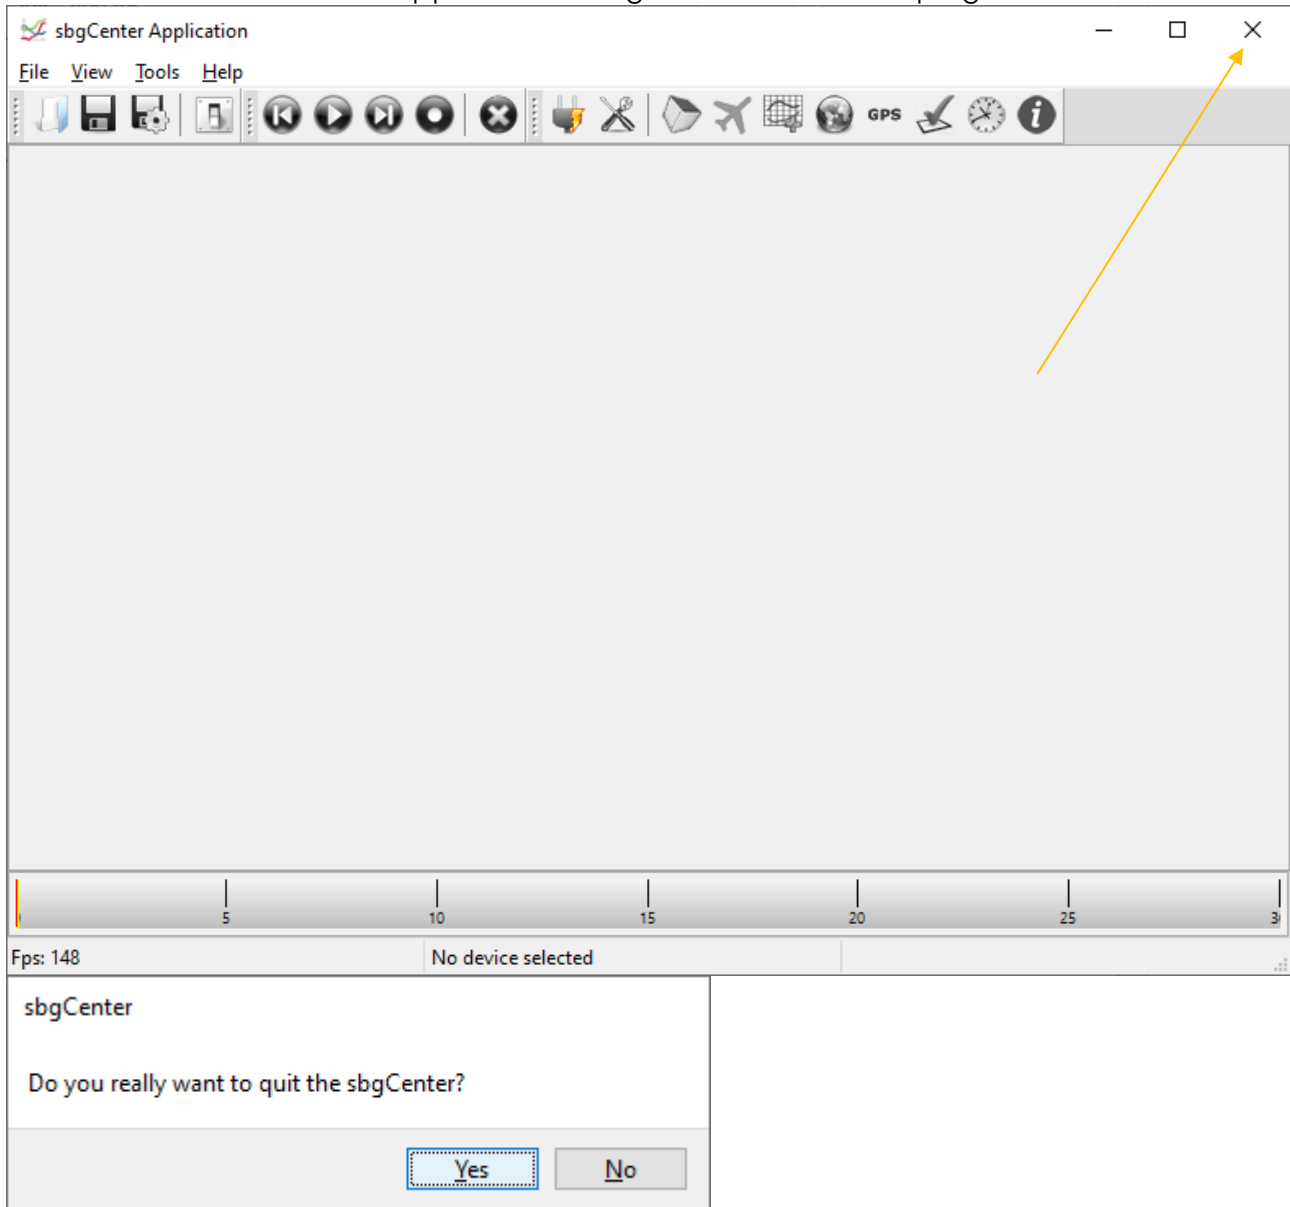 sbgCenter Application
File View Tools Help
GPS
5 10 15 20 25
Fps: 148 No device selected
sbgCenter
Do you really want to quit the sbgCenter?
Yes No